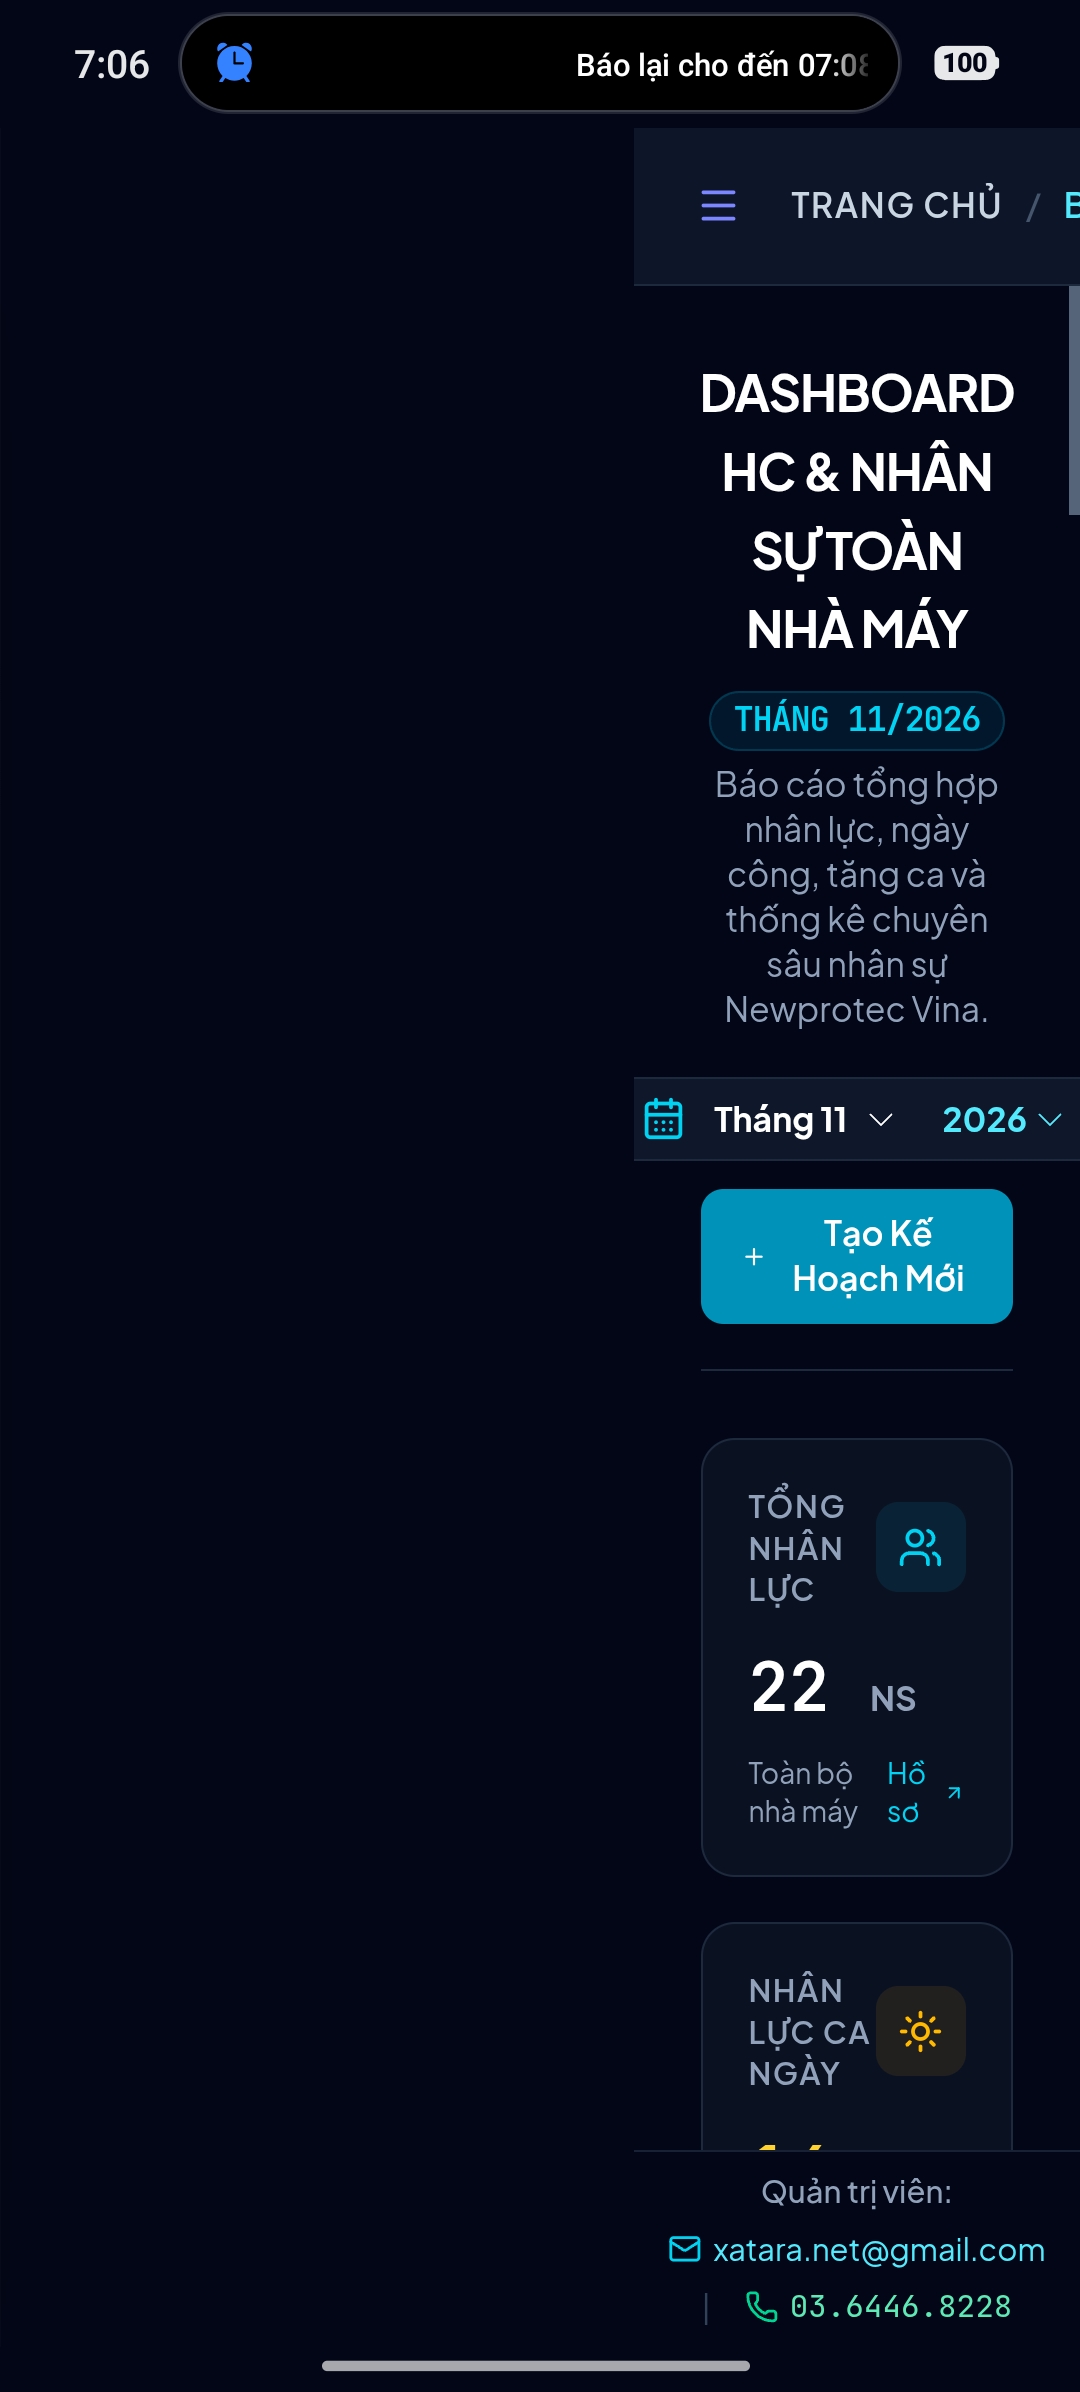 7:06
Báo lại cho đến 07:08
100
TRANG CHỦ / B
DASHBOARD
HC & NHÂN
SỰ TOÀN
NHÀ MÁY
THÁNG 11/2026
Báo cáo tổng hợp
nhân lực, ngày
công, tăng ca và
thống kê chuyên
sâu nhân sự
Newprotec Vina.
Tháng 11
2026
+ Tạo Kế
Hoạch Mới
TỔNG
NHÂN
LỰC
22 NS
Toàn bộ
nhà máy
Hồ
sơ
NHÂN
LỰC CA
NGÀY
Quản trị viên:
xatara.net@gmail.com
| 03.6446.8228